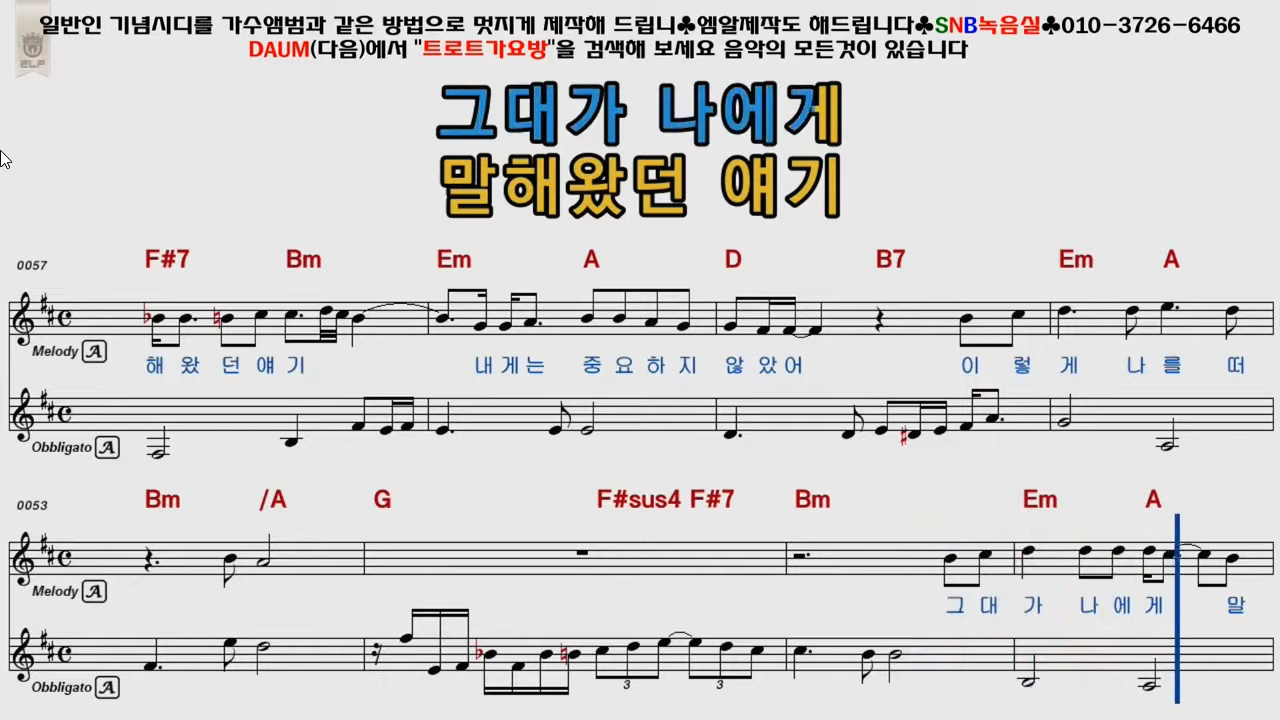 일반인 기념시디를 가수앨범과 같은 방법으로 멋지게 제작해 드립니♣엠알제작도 해드립니다♣SNB녹음실♣010-3726-6466
DAUM(다음)에서 "트로트가요방"을 검색해 보세요 음악의 모든것이 있습니다
ELF
그대가 나에게
말해왔던 얘기
0057 F#7 Bm Em A D B7 Em A
Melody A
해 왔 던 얘 기 내 게 는 중 요 하 지 않 았 어 이 렇 게 나 를 떠
Obbligato A
0053 Bm /A G F#sus4 F#7 Bm Em A
Melody A
그 대 가 나 에 게 말
3 3
Obbligato A